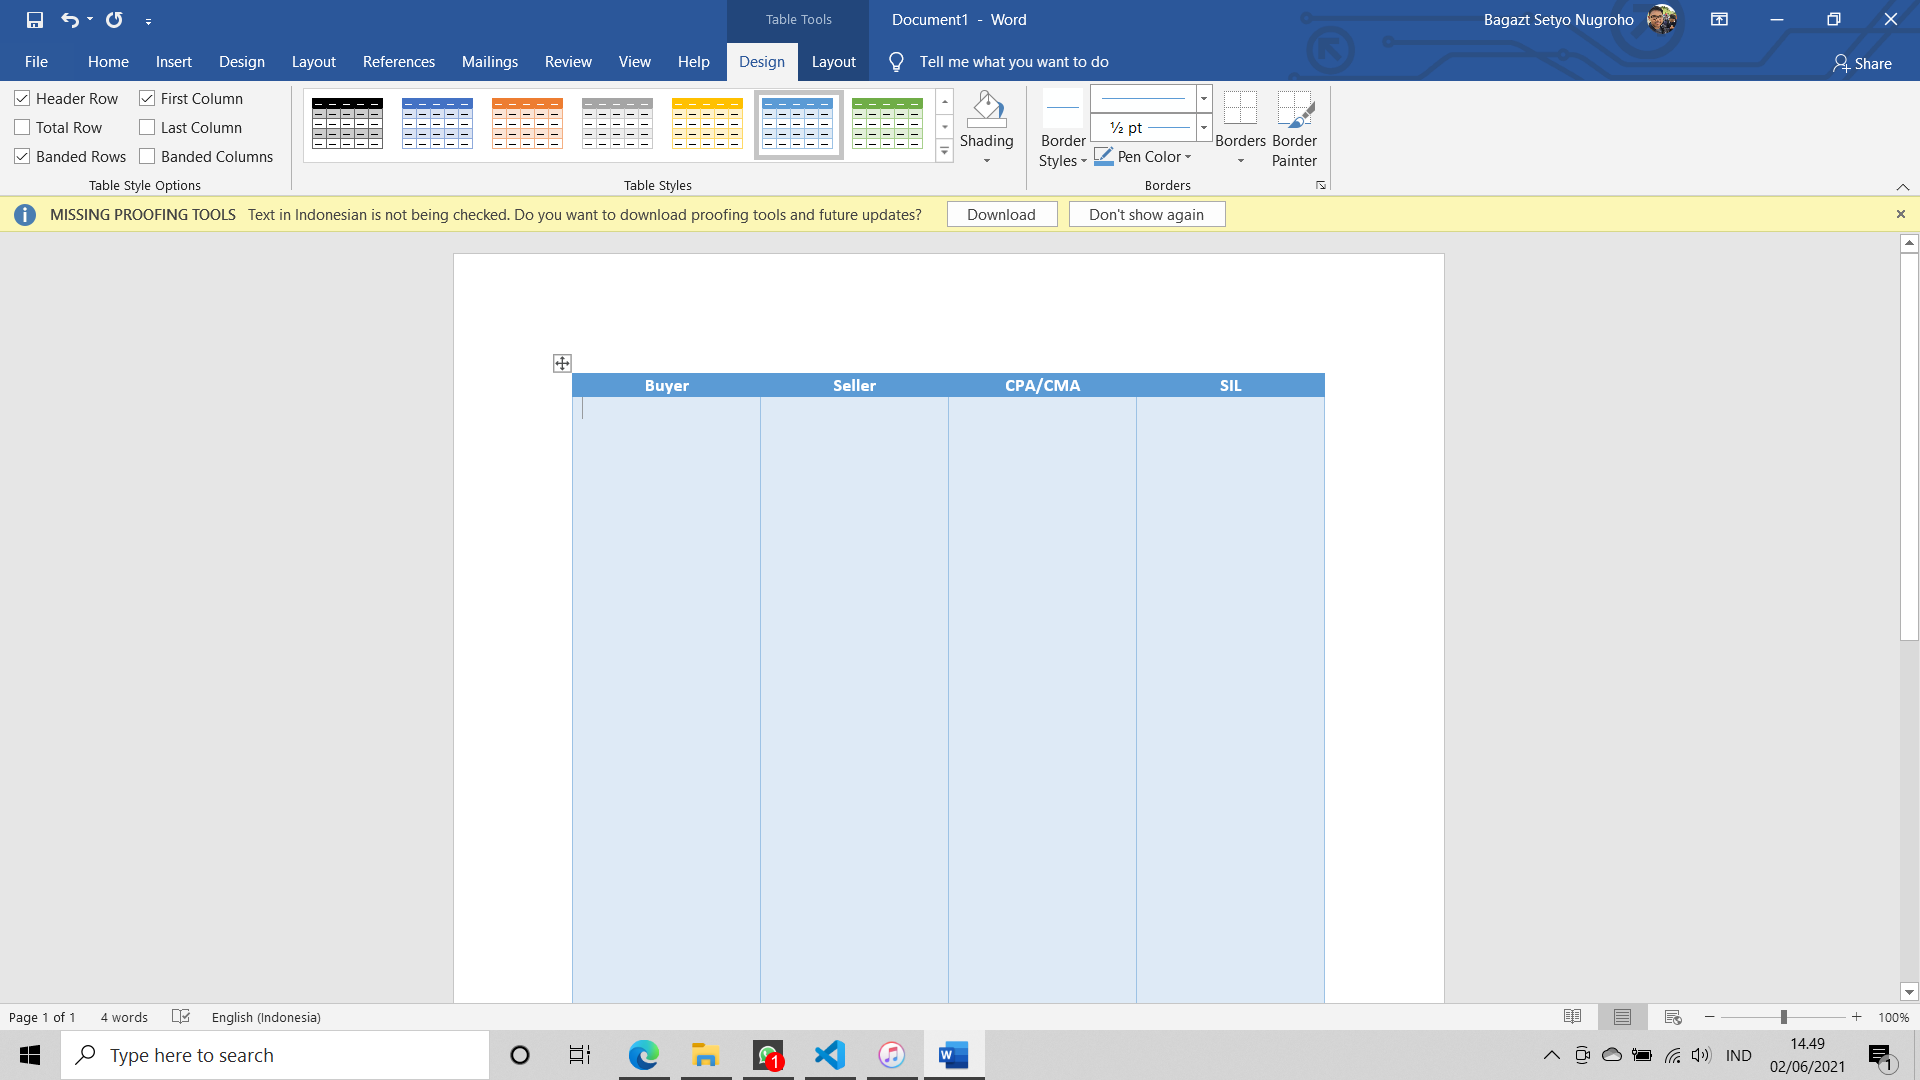 Table Tools
Document1 - Word
Bagazt Setyo Nugroho
File Home Insert Design Layout References Mailings Review View Help Design Layout Tell me what you want to do Share
Header Row First Column
Total Row Last Column
Banded Rows Banded Columns
Table Style Options
Table Styles
Shading
Border Styles
½ pt
Pen Color
Borders
Border Painter
Borders
MISSING PROOFING TOOLS Text in Indonesian is not being checked. Do you want to download proofing tools and future updates? Download Don't show again
Buyer Seller CPA/CMA SIL
Page 1 of 1 4 words English (Indonesia) 100%
Type here to search
1
W
IND
14.49
02/06/2021
1